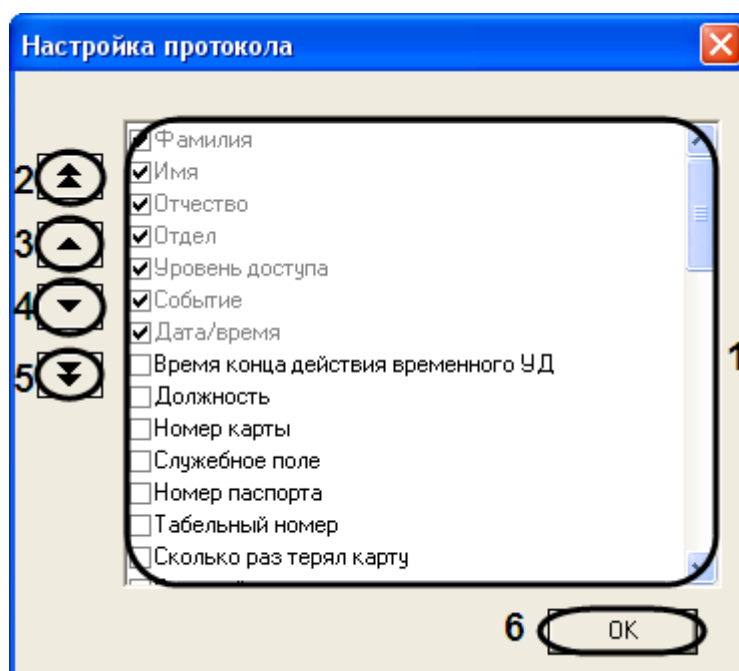 Настройка протокола
Фамилия
2
Имя
Отчество
3
Отдел
Уровень доступа
4
Событие
Дата/время
Время конца действия временного УД
1
5
Должность
Номер карты
Служебное поле
Номер паспорта
Табельный номер
Сколько раз терял карту
6
OK